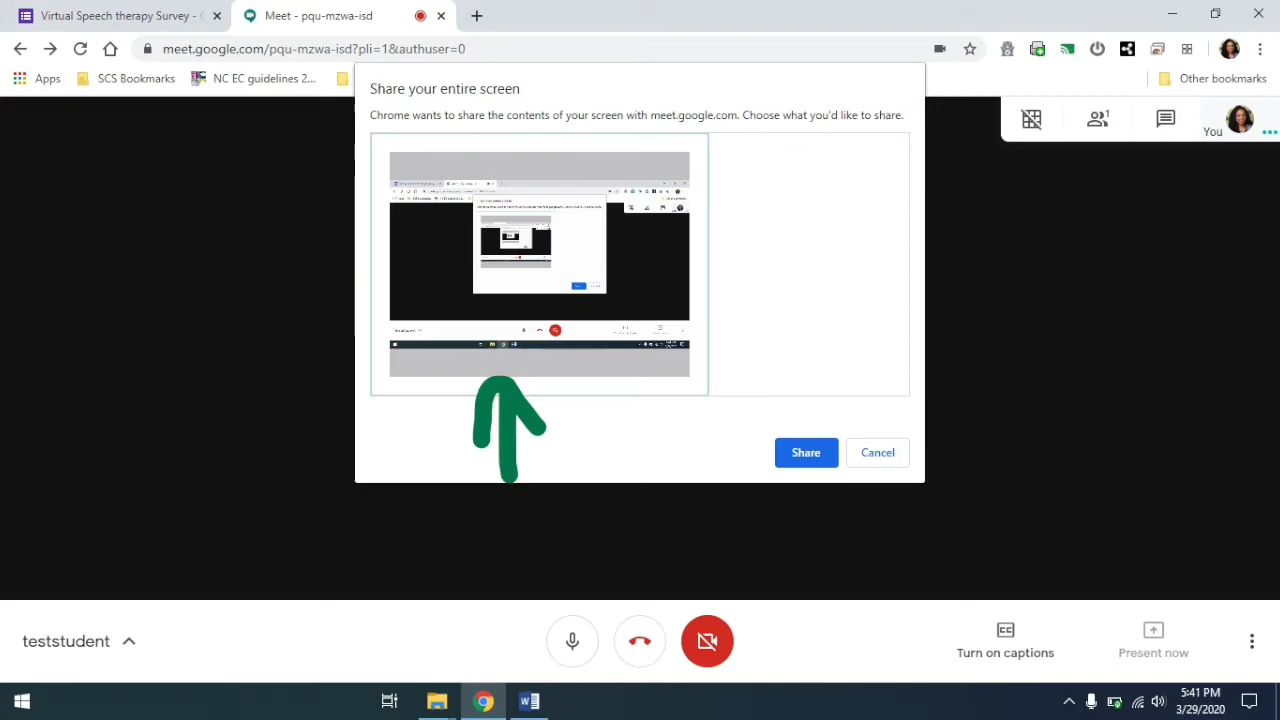 Virtual Speech therapy Survey - 
Meet - pqu-mzwa-isd
meet.google.com/pqu-mzwa-isd?pli=1&authuser=0
Apps
SCS Bookmarks
NC EC guidelines 2...
Other bookmarks
Share your entire screen
Chrome wants to share the contents of your screen with meet.google.com. Choose what you'd like to share.
You
Share
Cancel
teststudent
CC
Turn on captions
Present now
5:41 PM
3/29/2020